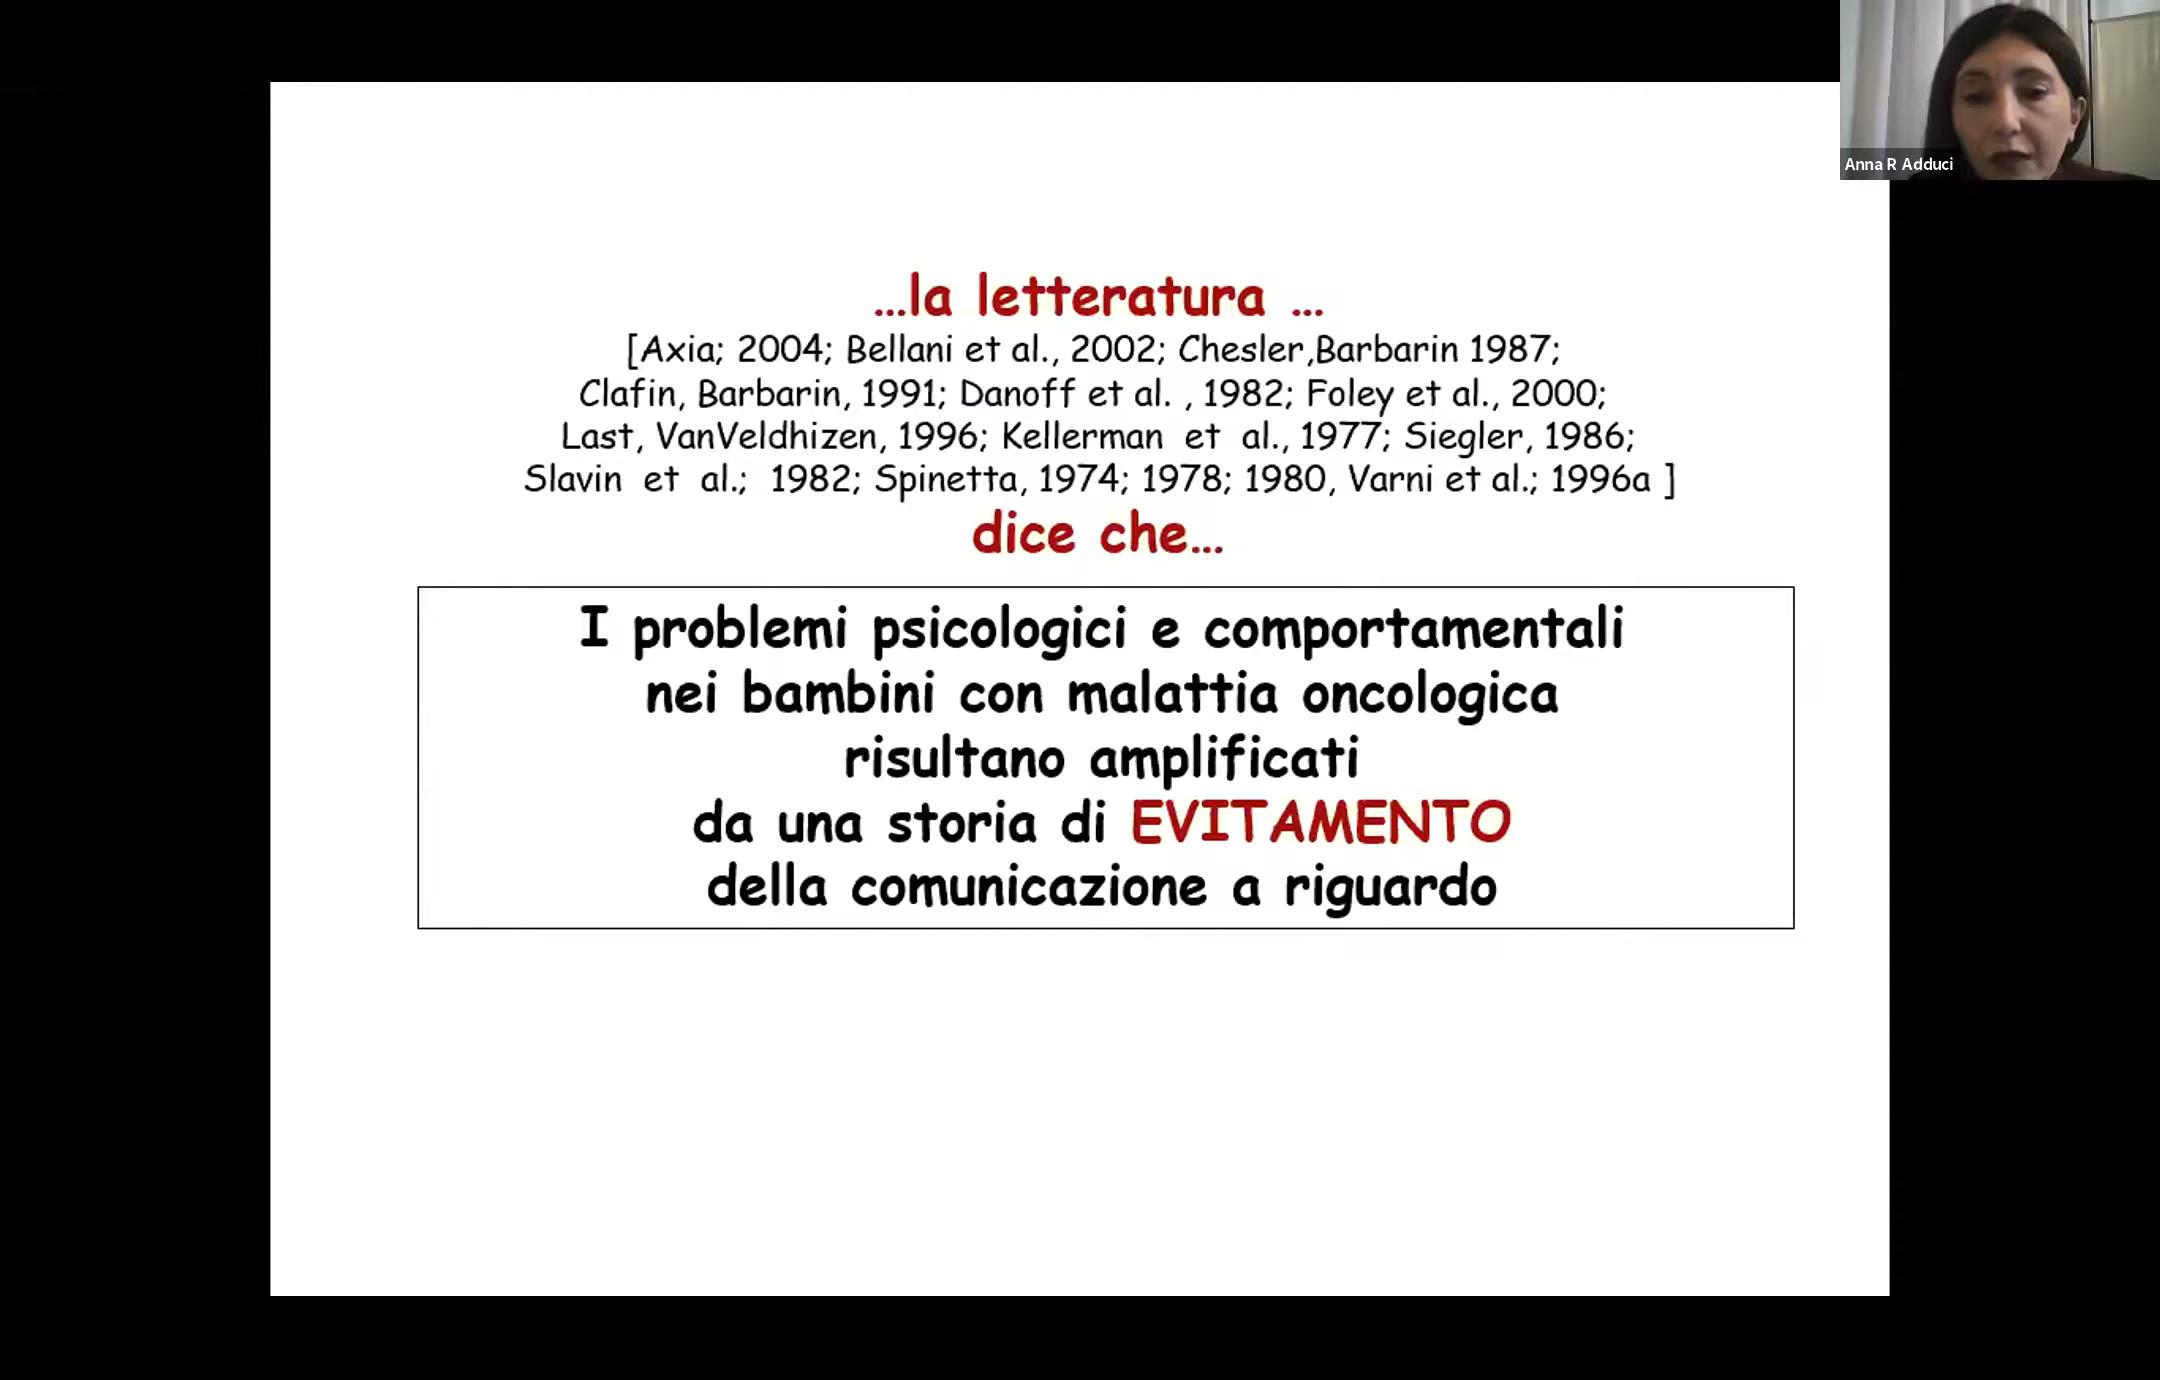 Anna R Adduci
...la letteratura ...
[Axia; 2004; Bellani et al., 2002; Chesler,Barbarin 1987;
Clafin, Barbarin, 1991; Danoff et al. , 1982; Foley et al., 2000;
Last, VanVeldhizen, 1996; Kellerman et al., 1977; Siegler, 1986;
Slavin et al.; 1982; Spinetta, 1974; 1978; 1980, Varni et al.; 1996a ]
dice che...
I problemi psicologici e comportamentali
nei bambini con malattia oncologica
risultano amplificati
da una storia di EVITAMENTO
della comunicazione a riguardo